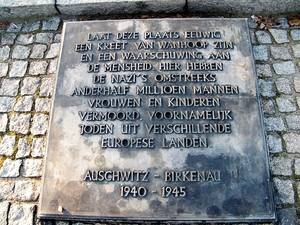 LAAT DEZE PLAATS EEUWIG
EEN KREET VAN WANHOOP ZIJN
EN EEN WAARSCHUWING AAN
DE MENSHEID. HIER HEBBEN
DE NAZI'S OMSTREEKS
ANDERHALF MILLIOEN MANNEN
VROUWEN EN KINDEREN
VERMOORD, VOORNAMELIJK
JODEN UIT VERSCHILLENDE
EUROPESE LANDEN
AUSCHWITZ - BIRKENAU
1940 - 1945